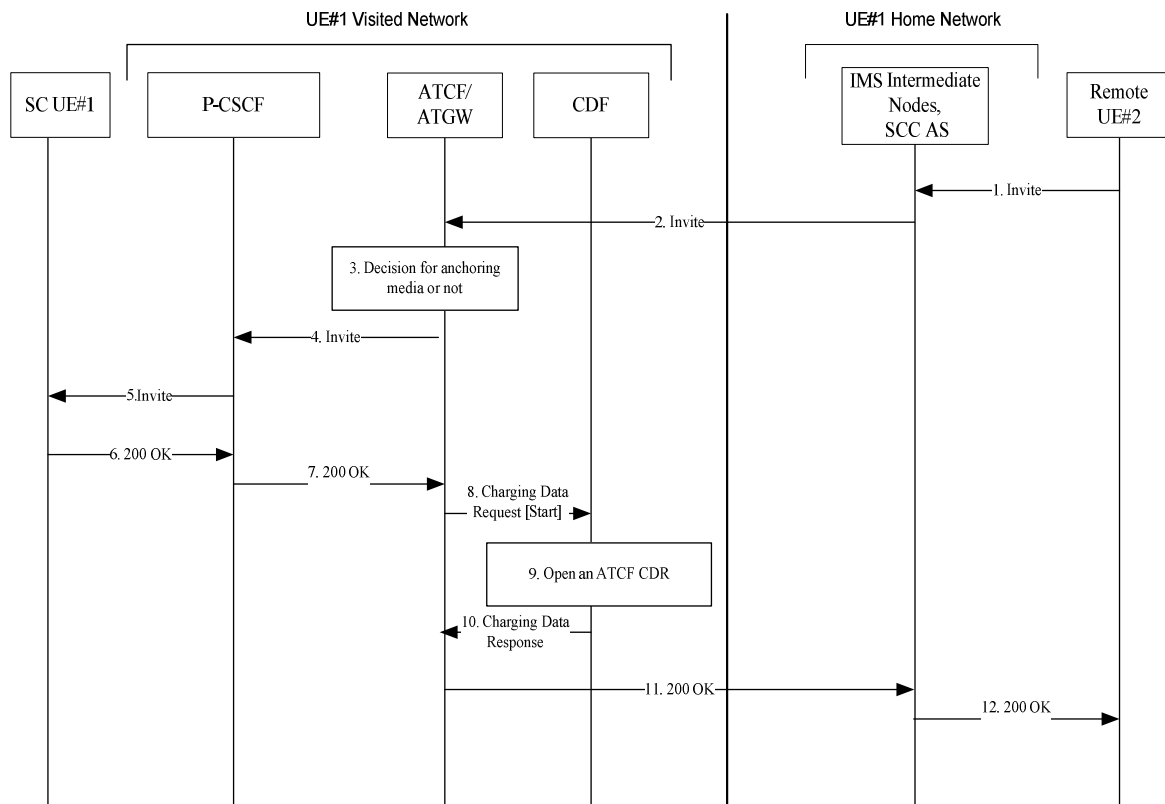 UE#1 Visited Network
UE#1 Home Network
SC UE#1
P-CSCF
ATCF/
ATGW
CDF
IMS Intermediate
Nodes,
SCC AS
Remote
UE#2
1. Invite
2. Invite
3. Decision for anchoring
media or not
4. Invite
5.Invite
6. 200 OK
7. 200 OK
8. Charging Data
Request [Start]
9. Open an ATCF CDR
10. Charging Data
Response
11. 200 OK
12. 200 OK